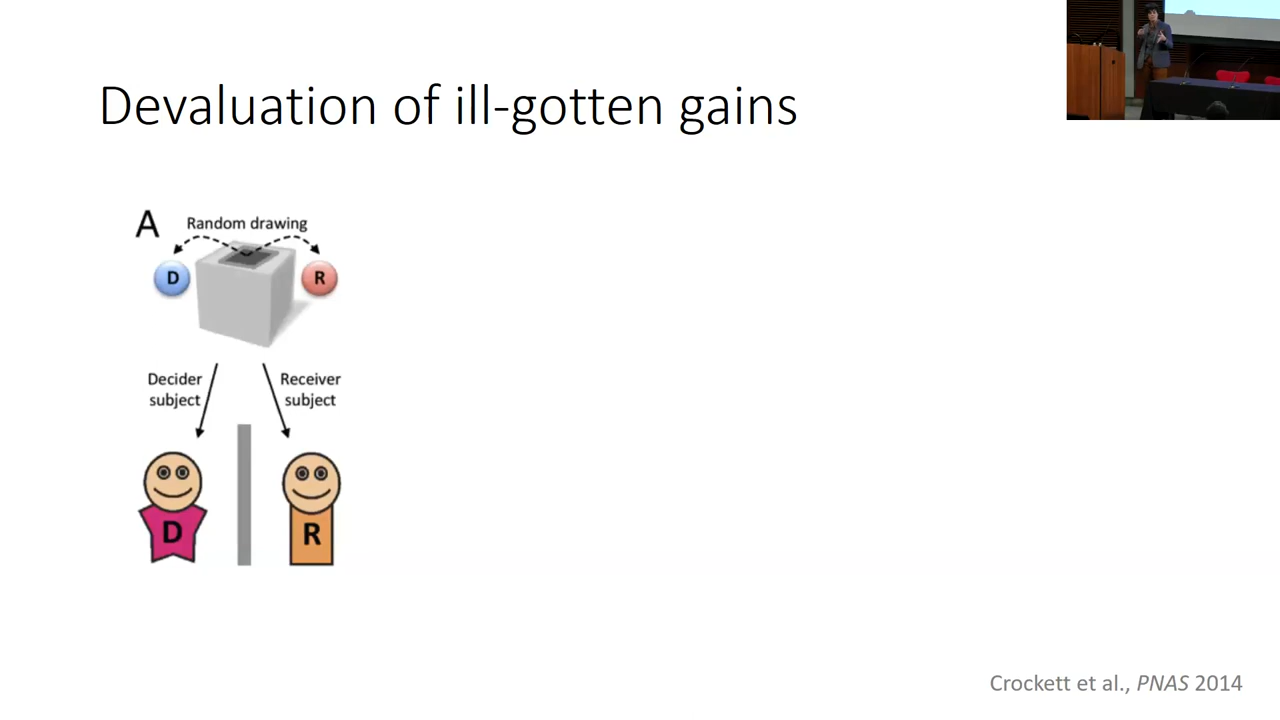 Devaluation of ill-gotten gains
A
Random drawing
D
R
Decider
subject
Receiver
subject
D
R
Crockett et al., PNAS 2014